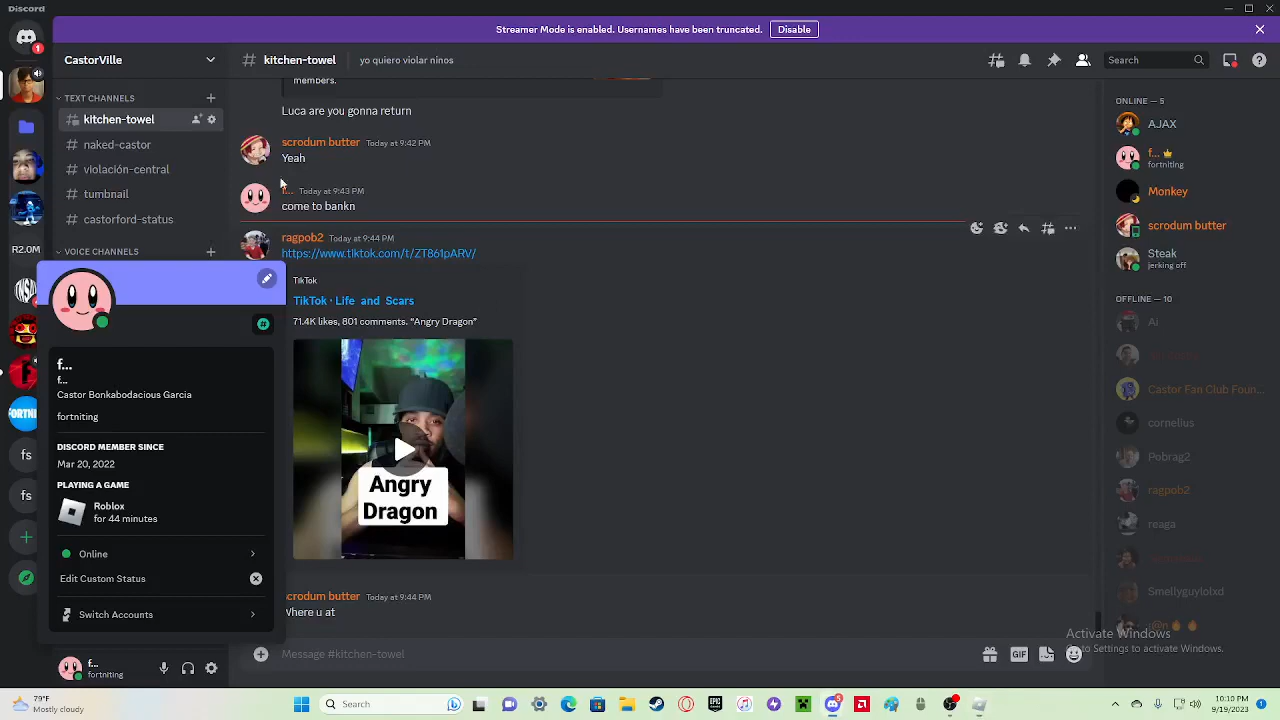 Discord
Streamer Mode is enabled. Usernames have been truncated. Disable
CastorVille
kitchen-towel yo quiero violar ninos
Search
1
TEXT CHANNELS
kitchen-towel
naked-castor
violación-central
tumbnail
castorford-status
VOICE CHANNELS
R2.0M
members.
Luca are you gonna return
scrodum butter Today at 9:42 PM
Yeah
f... Today at 9:43 PM
come to bankn
ragpob2 Today at 9:44 PM
https://www.tiktok.com/t/ZT861pARV/
TikTok
TikTok · Life and Scars
71.4K likes, 801 comments. “Angry Dragon”
Angry
Dragon
scrodum butter Today at 9:44 PM
Where u at
Message #kitchen-towel
GIF
f...
f...
Castor Bonkabodacious Garcia
fortniting
DISCORD MEMBER SINCE
Mar 20, 2022
PLAYING A GAME
Roblox
for 44 minutes
Online
Edit Custom Status
Switch Accounts
f...
fortniting
fs
fs
ONLINE — 5
AJAX
f...
fortniting
Monkey
scrodum butter
Steak
jerking off
OFFLINE — 10
Ai
Castor Fan Club Foun...
cornelius
Pobrag2
ragpob2
reaga
Smellyguylolxd
Activate Windows
to Settings to activate Windows.
79°F
Mostly cloudy
Search
10:10 PM
9/19/2023